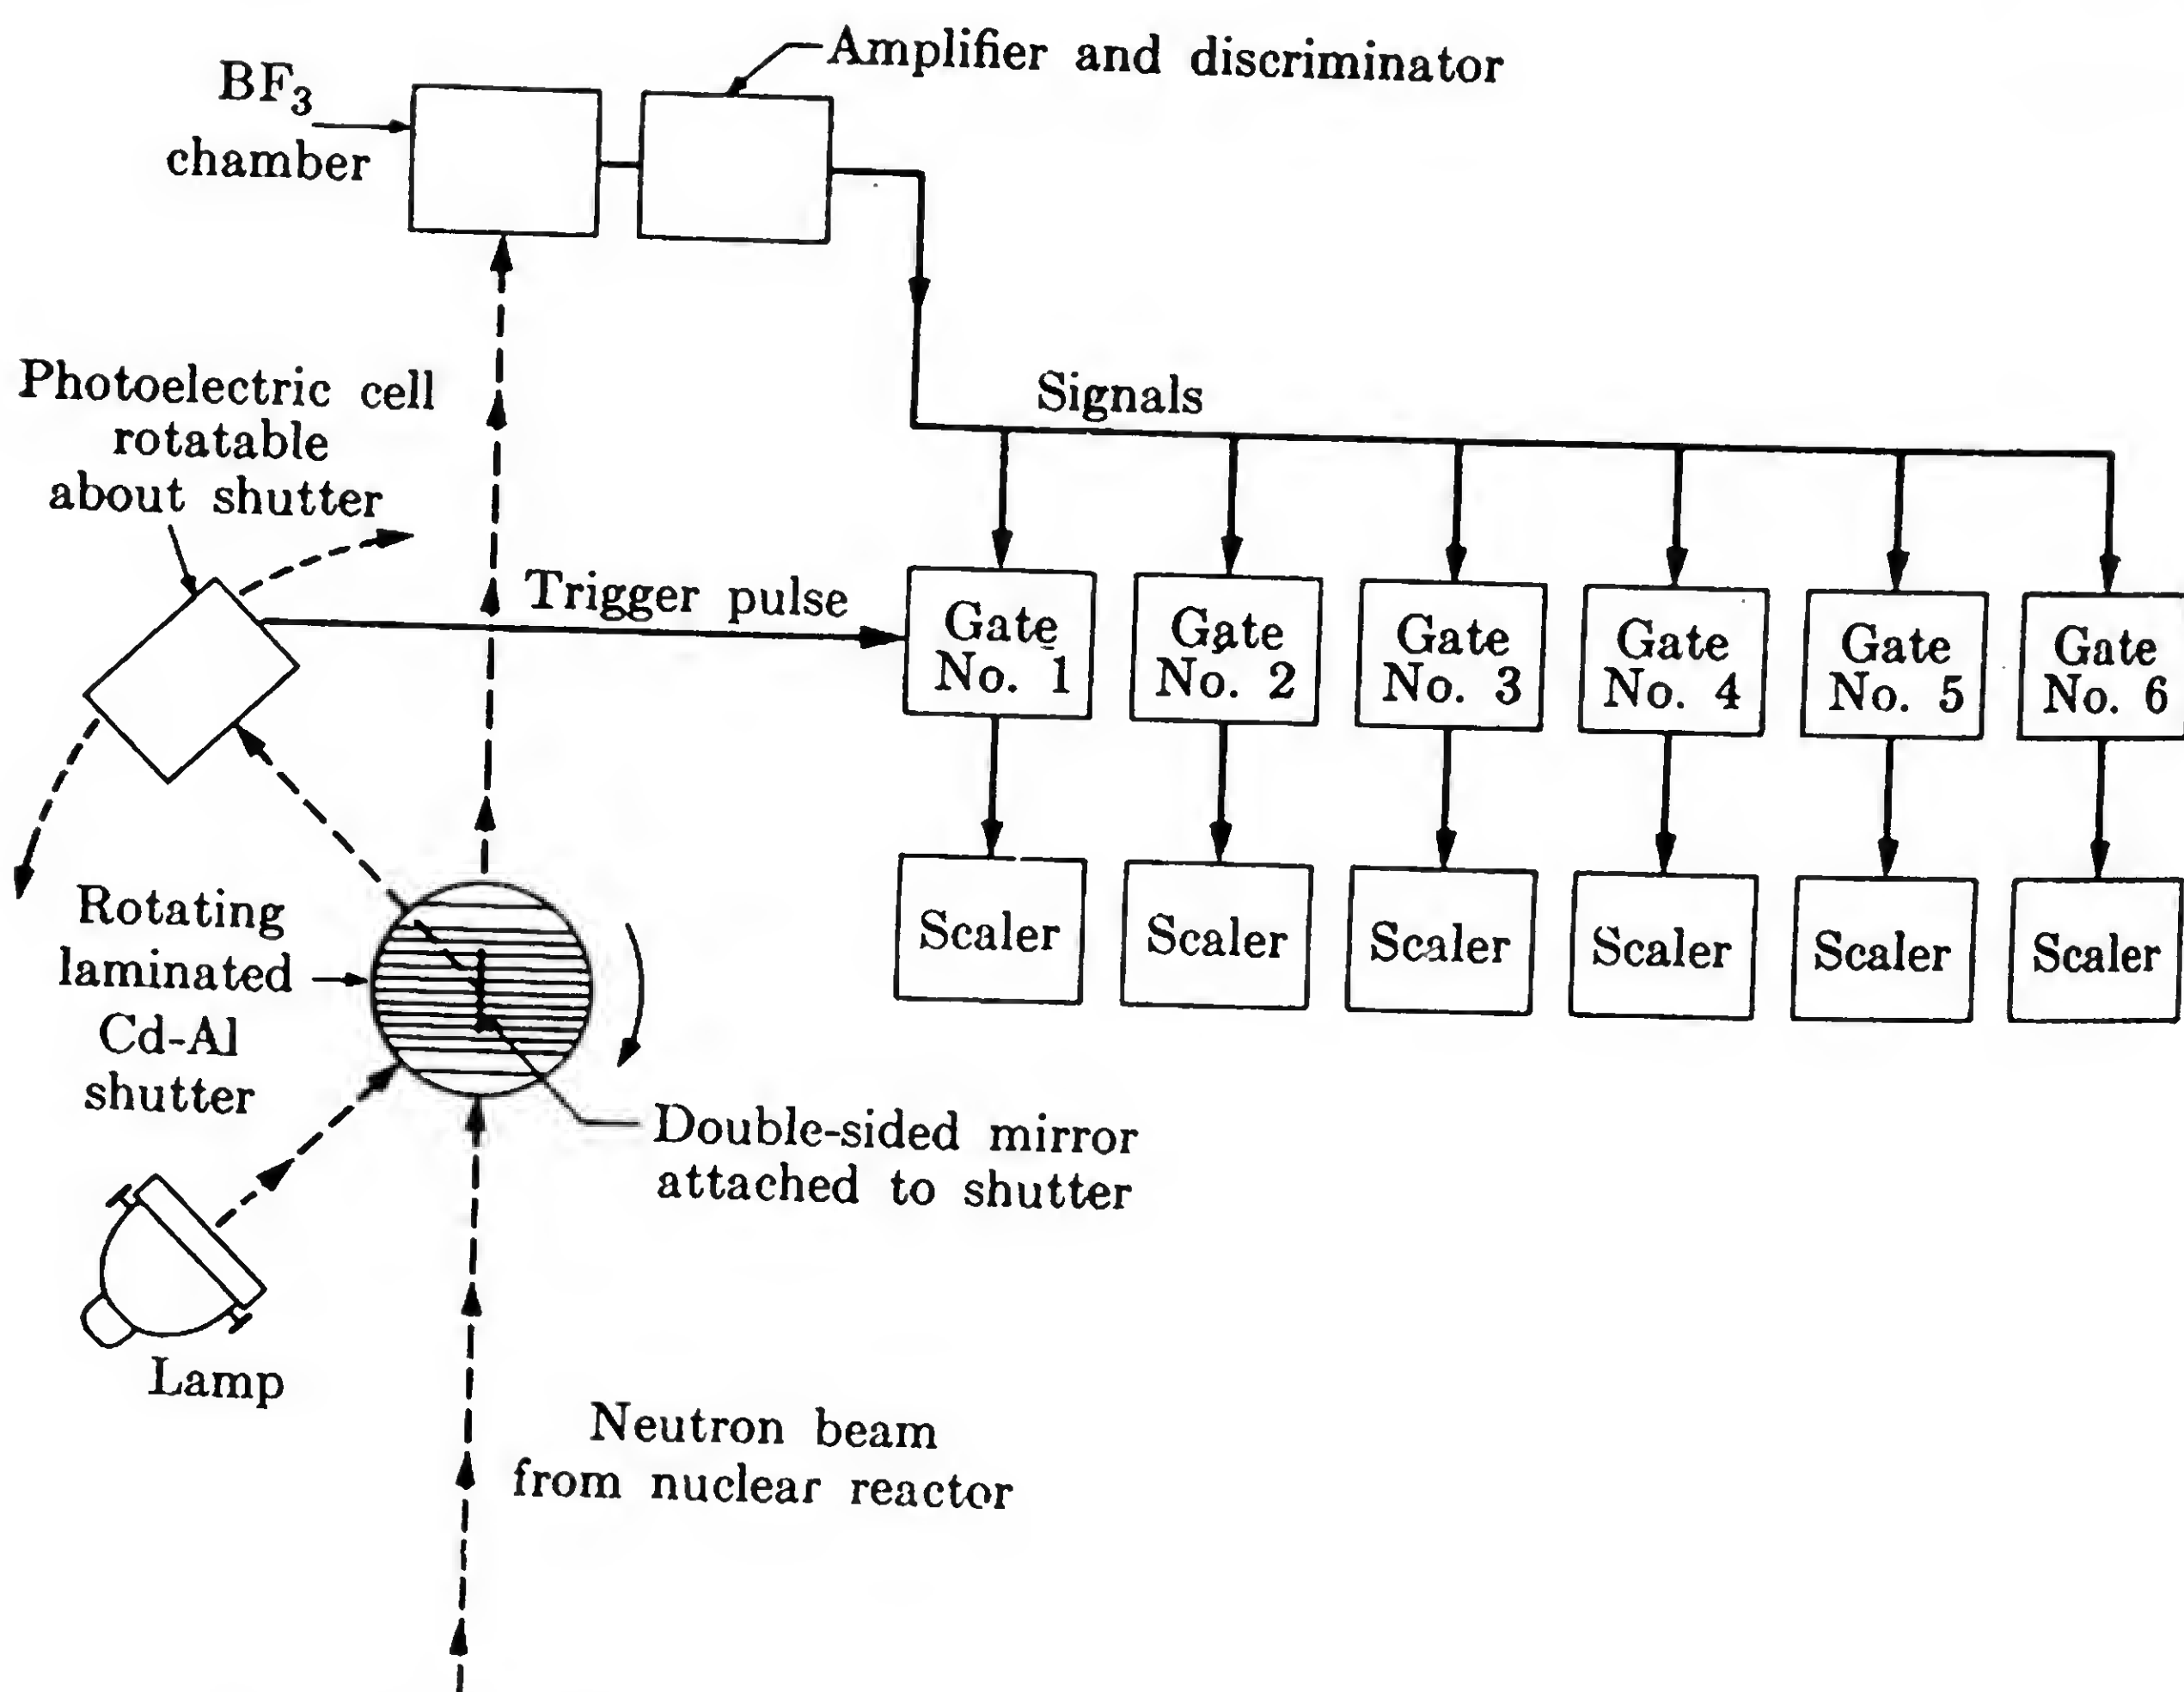 Amplifier and discriminator
BF₃
chamber
Photoelectric cell
rotatable
about shutter
Signals
Trigger pulse
Gate
No. 1
Gate
No. 2
Gate
No. 3
Gate
No. 4
Gate
No. 5
Gate
No. 6
Scaler
Scaler
Scaler
Scaler
Scaler
Scaler
Rotating
laminated
Cd-Al
shutter
Double-sided mirror
attached to shutter
Lamp
Neutron beam
from nuclear reactor